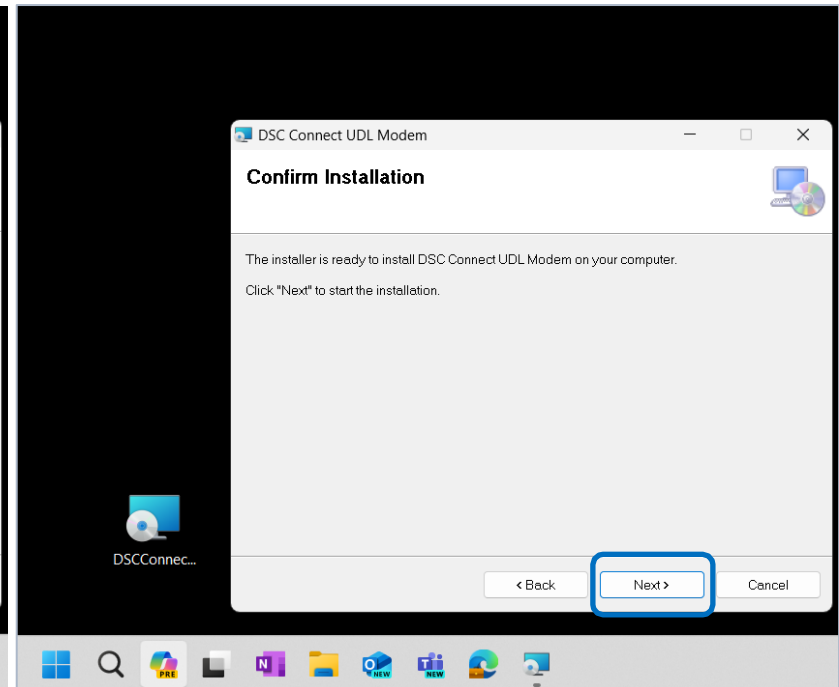 DSC Connect UDL Modem
Confirm Installation
The installer is ready to install DSC Connect UDL Modem on your computer.
Click "Next" to start the installation.
DSCConnec...
< Back
Next >
Cancel
PRE
N
NEW
NEW